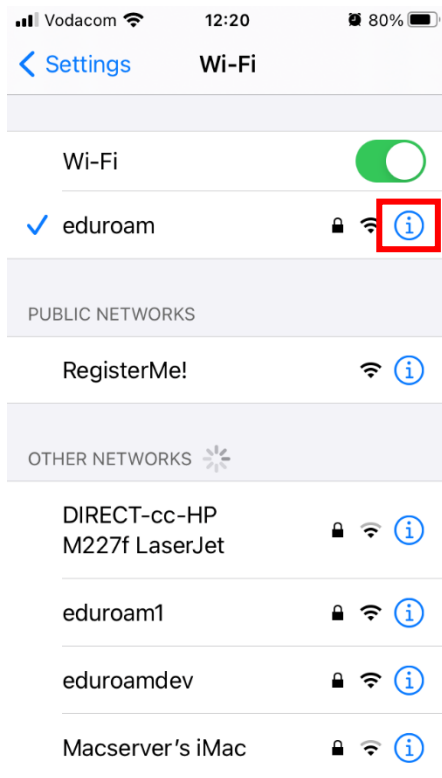 Vodacom 12:20 80%
Settings Wi-Fi
Wi-Fi
eduroam
PUBLIC NETWORKS
RegisterMe!
OTHER NETWORKS
DIRECT-cc-HP
M227f LaserJet
eduroam1
eduroamdev
Macserver's iMac